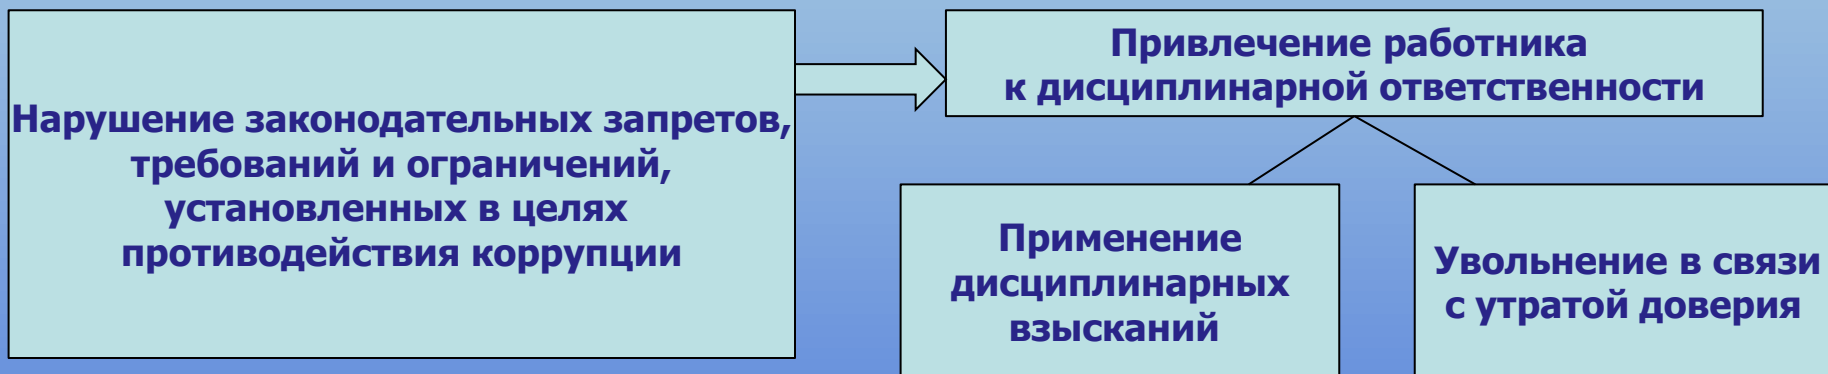 Нарушение законодательных запретов,
требований и ограничений,
установленных в целях
противодействия коррупции
Привлечение работника
к дисциплинарной ответственности
Применение
дисциплинарных
взысканий
Увольнение в связи
с утратой доверия